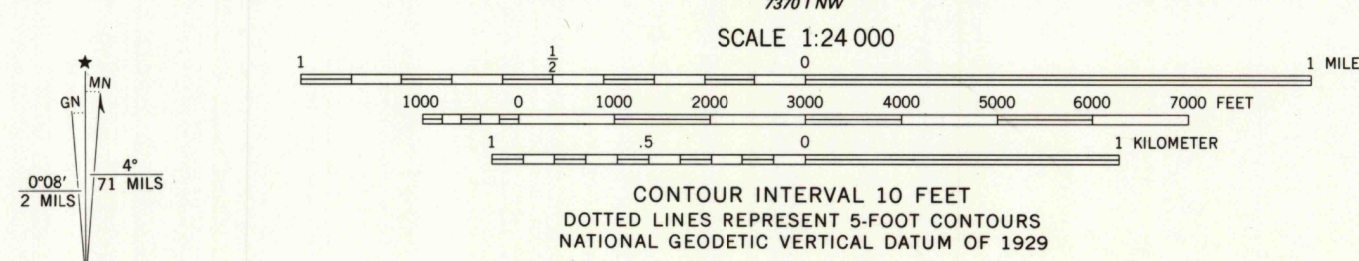 7370 I NW
SCALE 1:24 000
1 1/2 0 1 MILE
1000 0 1000 2000 3000 4000 5000 6000 7000 FEET
1 .5 0 1 KILOMETER
CONTOUR INTERVAL 10 FEET
DOTTED LINES REPRESENT 5-FOOT CONTOURS
NATIONAL GEODETIC VERTICAL DATUM OF 1929
★
MN
GN
4°
71 MILS
0°08′
2 MILS